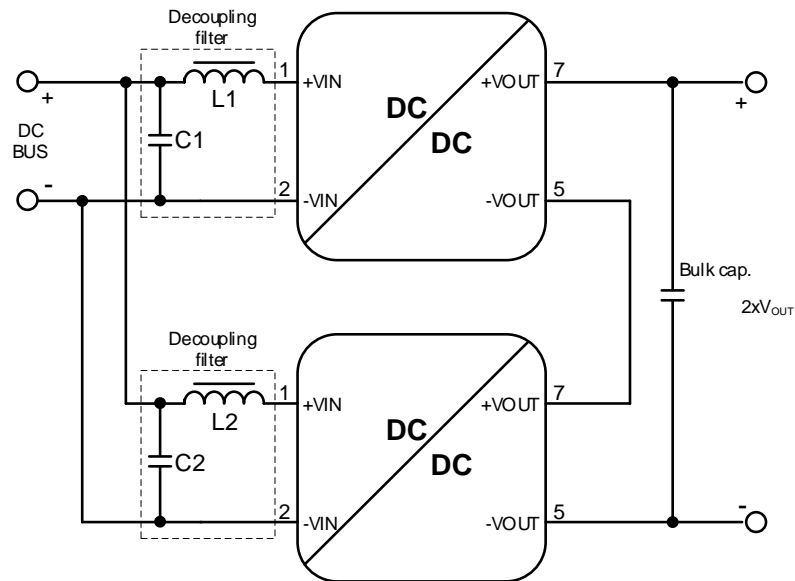 Decoupling
filter
1
+VIN
+VOUT
7
+
DC
BUS
-
L1
C1
DC
DC
+
2
-VIN
-VOUT
5
Bulk cap.
2xVOUT
Decoupling
filter
1
+VIN
+VOUT
7
L2
C2
DC
DC
2
-VIN
-VOUT
5
-